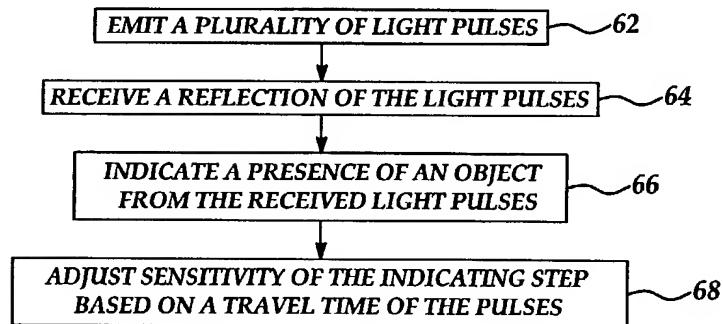 EMIT A PLURALITY OF LIGHT PULSES 62
RECEIVE A REFLECTION OF THE LIGHT PULSES 64
INDICATE A PRESENCE OF AN OBJECT
FROM THE RECEIVED LIGHT PULSES 66
ADJUST SENSITIVITY OF THE INDICATING STEP
BASED ON A TRAVEL TIME OF THE PULSES 68